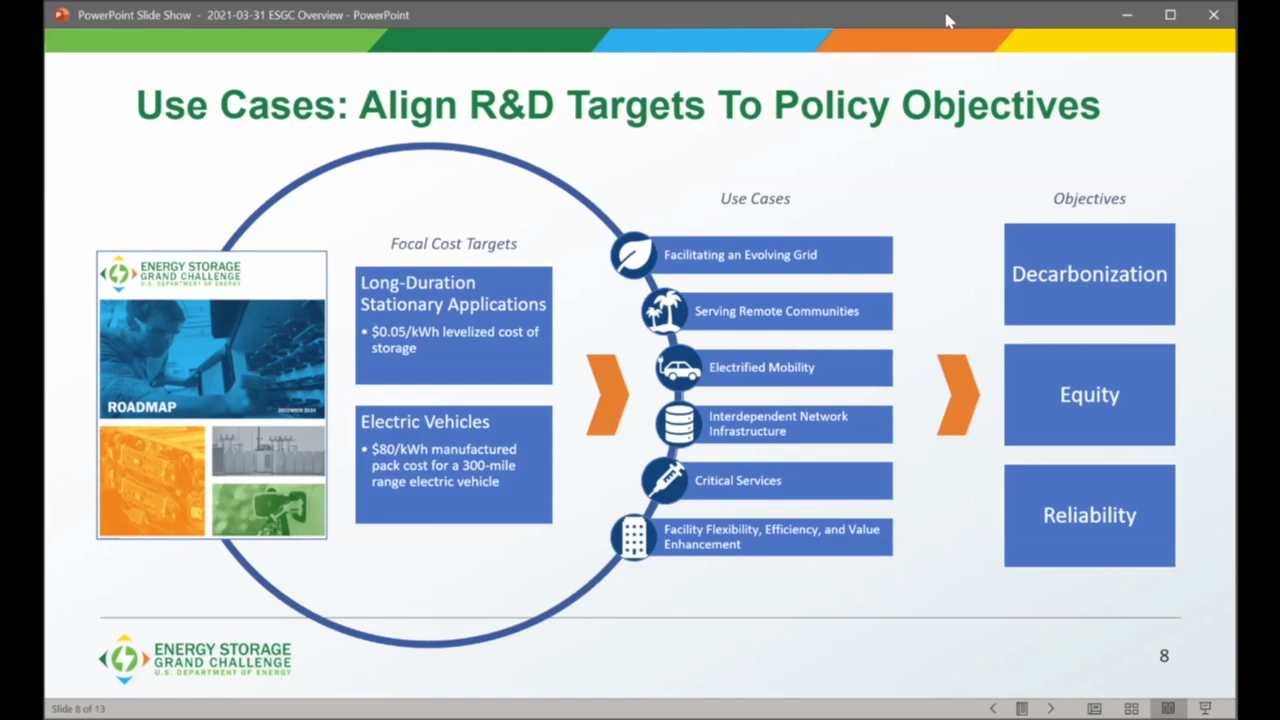 PowerPoint Slide Show - 2021-03-31 ESGC Overview - PowerPoint
Use Cases: Align R&D Targets To Policy Objectives
ENERGY STORAGE
GRAND CHALLENGE
U.S. DEPARTMENT OF ENERGY
ROADMAP
DECEMBER 2020
Focal Cost Targets
Long-Duration
Stationary Applications
• $0.05/kWh levelized cost of
storage
Electric Vehicles
• $80/kWh manufactured
pack cost for a 300-mile
range electric vehicle
Use Cases
Facilitating an Evolving Grid
Serving Remote Communities
Electrified Mobility
Interdependent Network
Infrastructure
Critical Services
Facility Flexibility, Efficiency, and Value
Enhancement
Objectives
Decarbonization
Equity
Reliability
ENERGY STORAGE
GRAND CHALLENGE
U.S. DEPARTMENT OF ENERGY
8
Slide 8 of 13